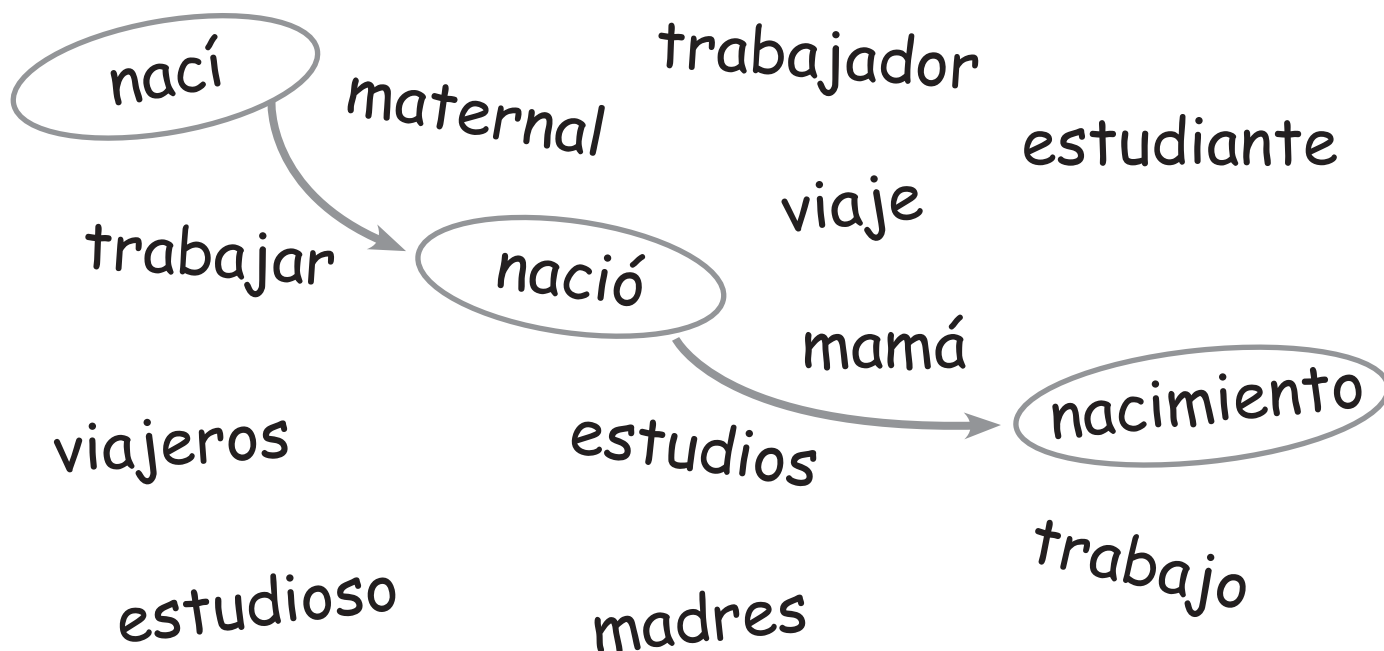 nací
trabajador
maternal
estudiante
viaje
trabajar
nació
mamá
nacimiento
viajeros
estudios
trabajo
estudioso
madres